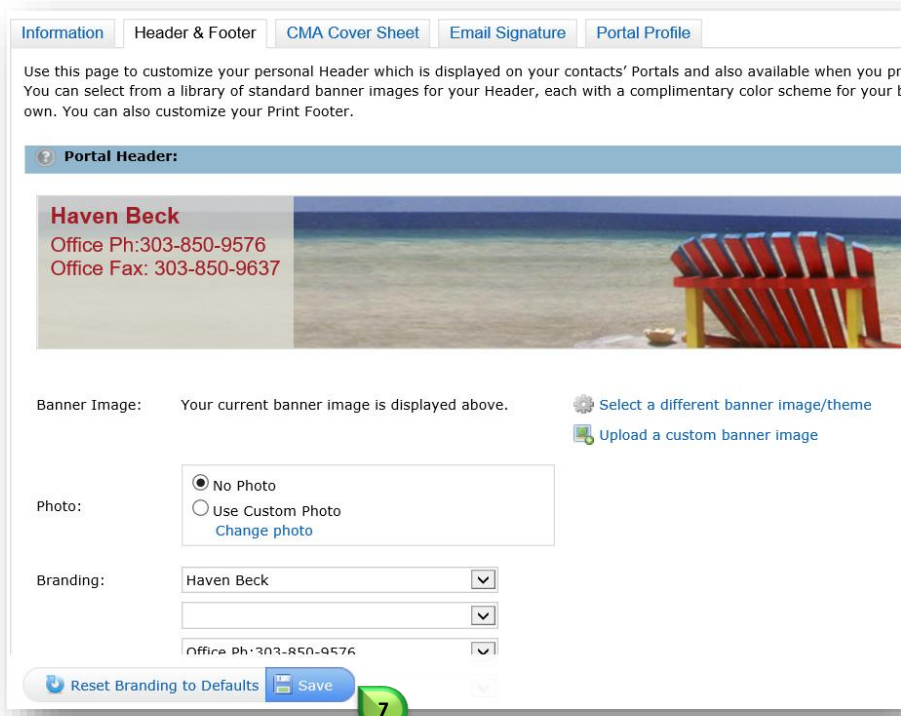 Information Header & Footer CMA Cover Sheet Email Signature Portal Profile
Use this page to customize your personal Header which is displayed on your contacts' Portals and also available when you
You can select from a library of standard banner images for your Header, each with a complimentary color scheme for your
own. You can also customize your Print Footer.
Portal Header:
Haven Beck
Office Ph:303-850-9576
Office Fax: 303-850-9637
Banner Image: Your current banner image is displayed above. Select a different banner image/theme
Upload a custom banner image
No Photo
Photo: Use Custom Photo
Change photo
Branding: Haven Beck
Office Ph:303-850-9576
Reset Branding to Defaults Save
7